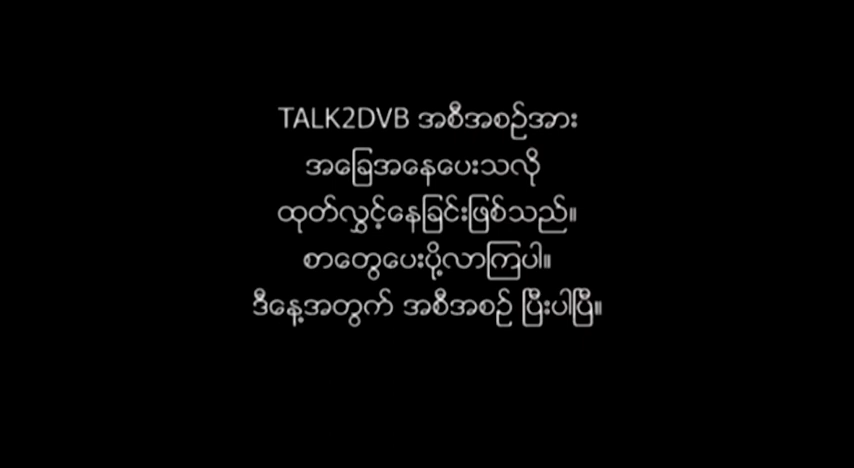 TALK2DVB အစီအစဉ်အား
အခြေအနေပေးသလို
ထုတ်လွှင့်နေခြင်းဖြစ်သည်။
စာတွေပေးပို့လာကြပါ။
ဒီနေ့အတွက် အစီအစဉ် ပြီးပါပြီ။